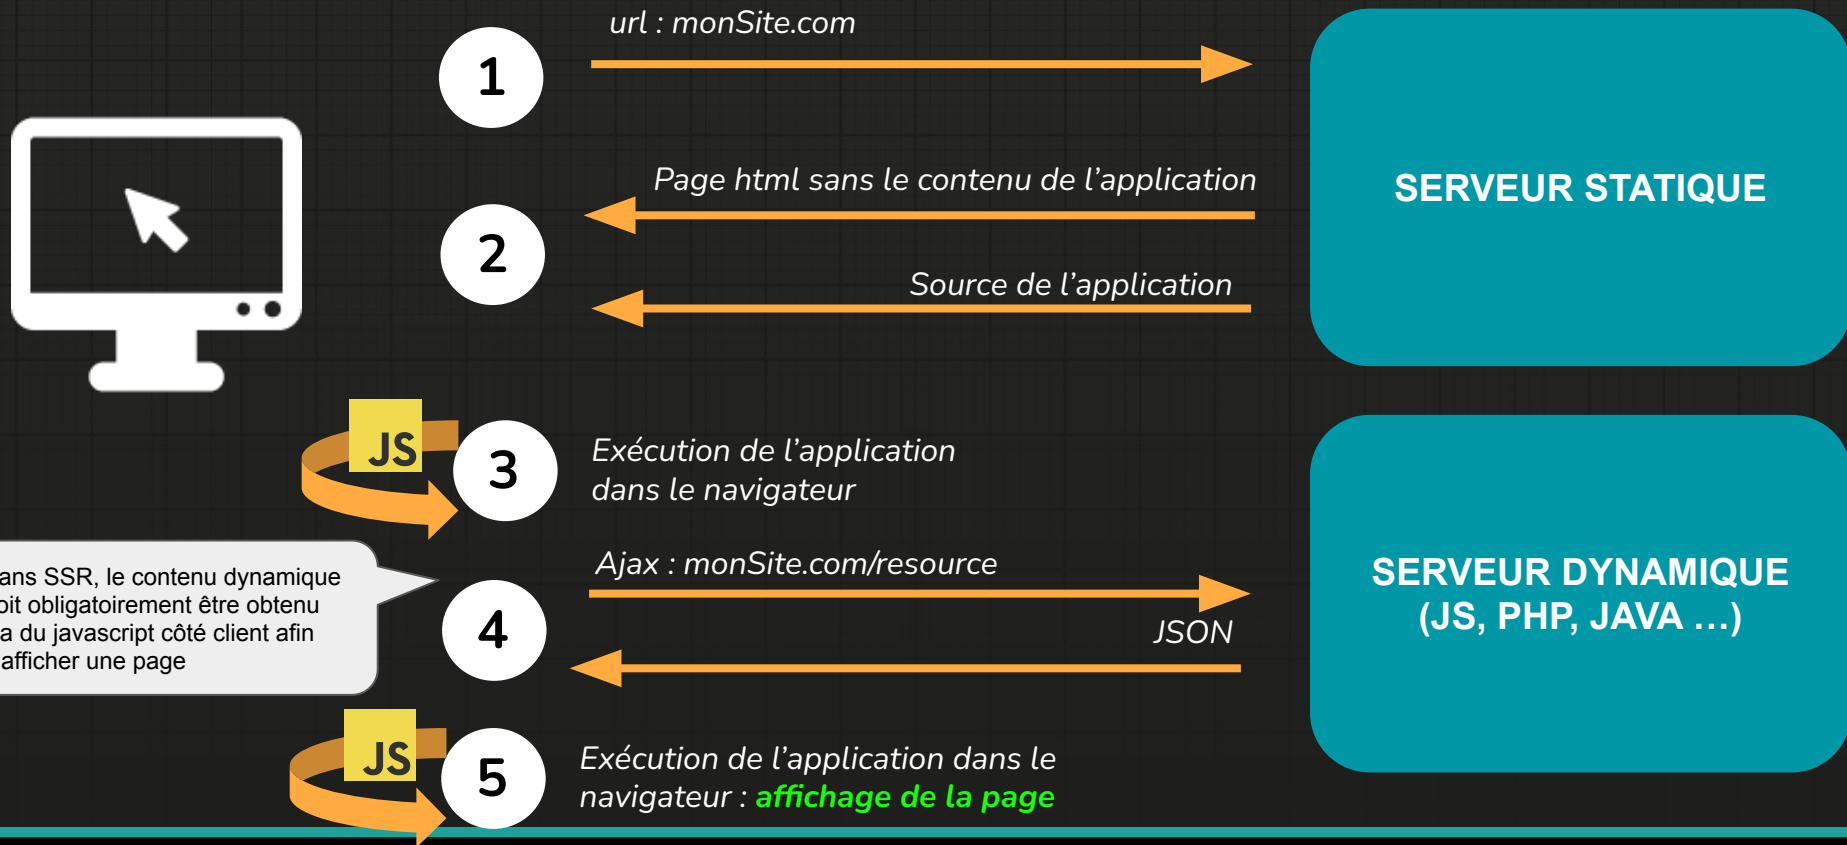 url : monSite.com
1
Page html sans le contenu de l’application
2
Source de l’application
SERVEUR STATIQUE
JS
3
Exécution de l’application
dans le navigateur
ans SSR, le contenu dynamique
oit obligatoirement être obtenu
a du javascript côté client afin
afficher une page
Ajax : monSite.com/resource
4
JSON
SERVEUR DYNAMIQUE
(JS, PHP, JAVA ...)
JS
5
Exécution de l’application dans le
navigateur : affichage de la page